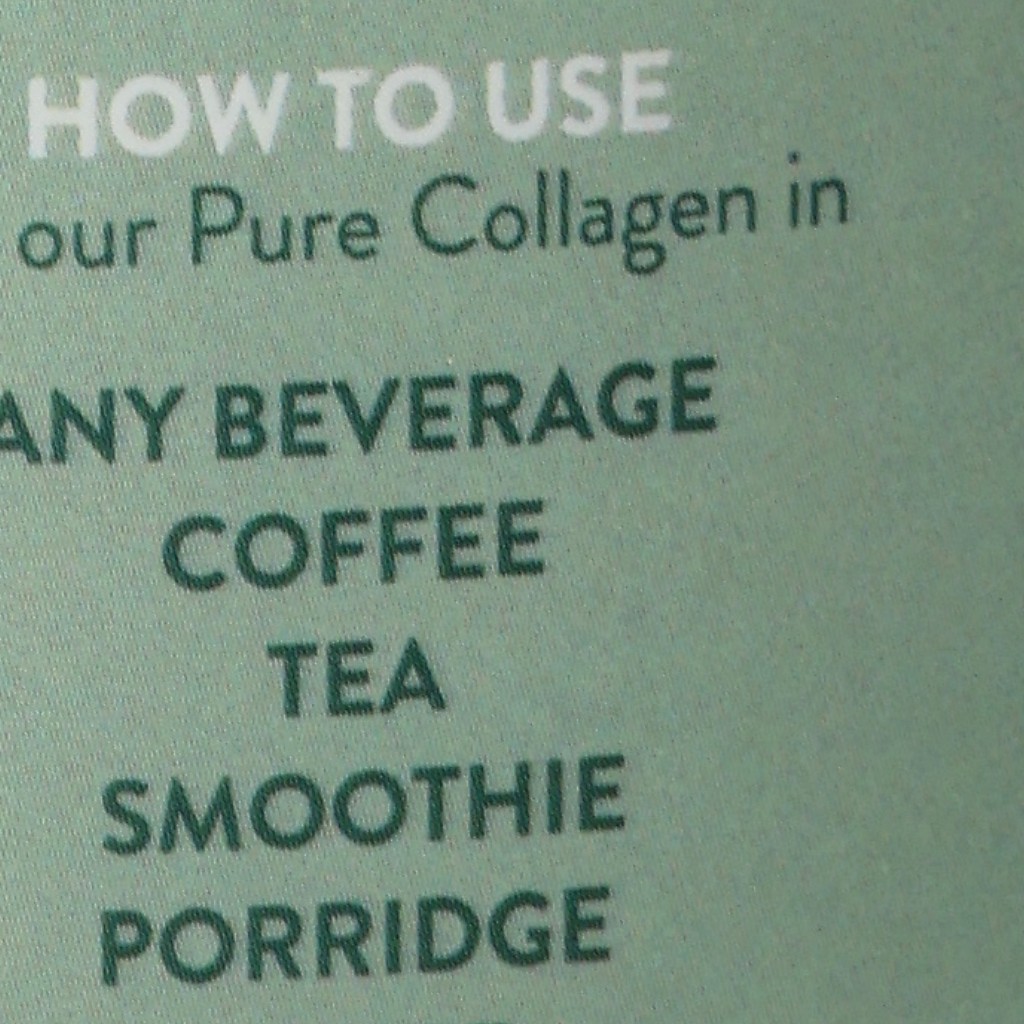 HOW TO USE
our Pure Collagen in
ANY BEVERAGE
COFFEE
TEA
SMOOTHIE
PORRIDGE